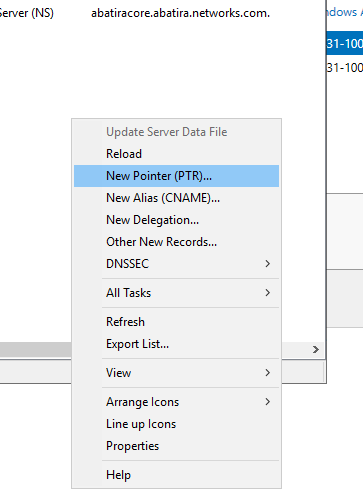 Server (NS) abatiracore.abatira.networks.com.
31-100
31-100
Update Server Data File
Reload
New Pointer (PTR)...
New Alias (CNAME)...
New Delegation...
Other New Records...
DNSSEC
All Tasks
Refresh
Export List...
View
Arrange Icons
Line up Icons
Properties
Help